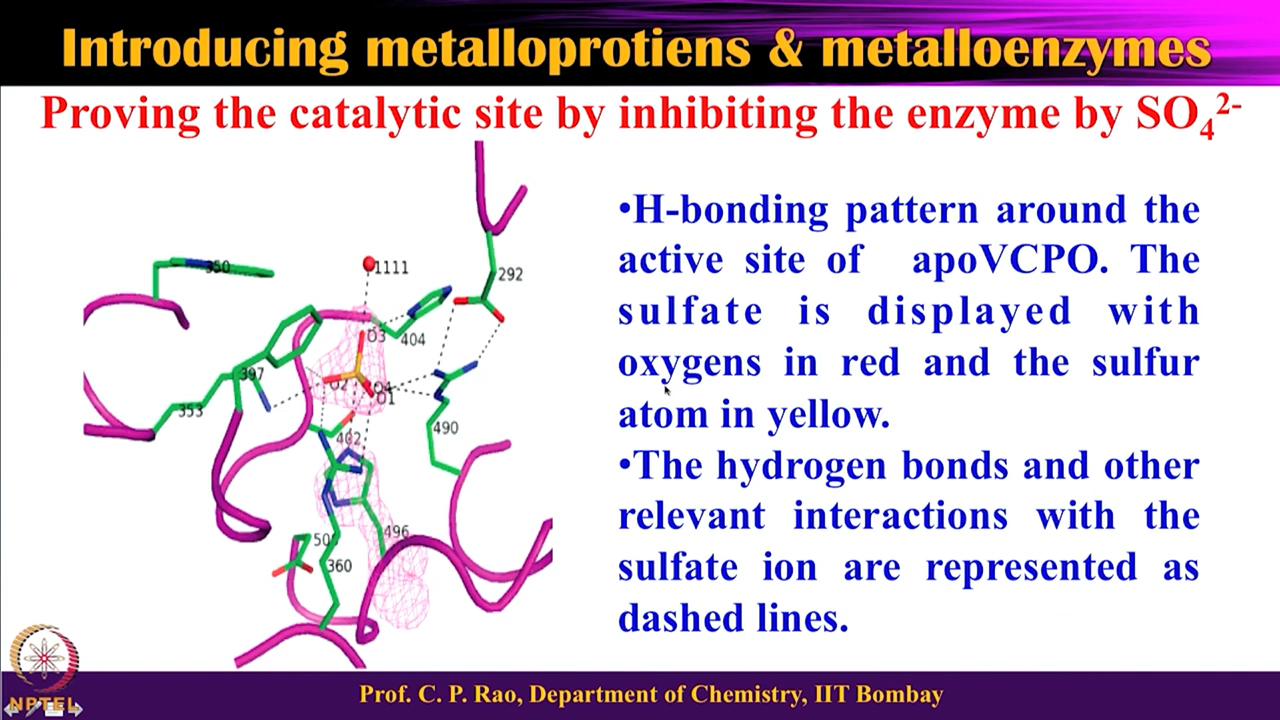 Introducing metalloprotiens & metalloenzymes
Proving the catalytic site by inhibiting the enzyme by SO₄²⁻
350
1111
292
O3
404
397
O2
O4
O1
353
402
490
496
360
•H-bonding pattern around the
active site of apoVCPO. The
sulfate is displayed with
oxygens in red and the sulfur
atom in yellow.
•The hydrogen bonds and other
relevant interactions with the
sulfate ion are represented as
dashed lines.
NPTEL
Prof. C. P. Rao, Department of Chemistry, IIT Bombay